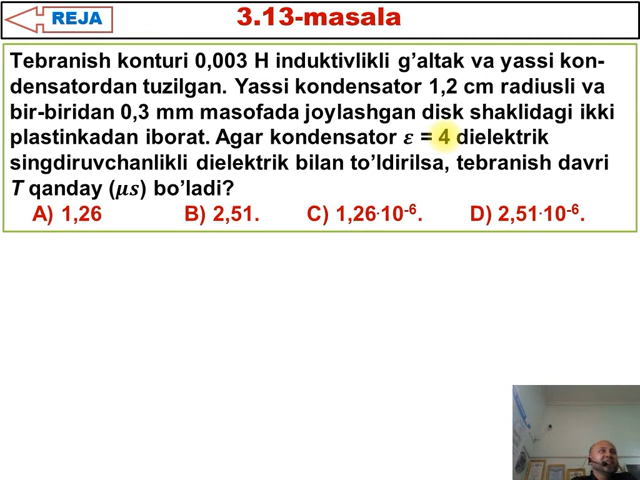 REJA
3.13-masala
Tebranish konturi 0,003 H induktivlikli g’altak va yassi kon-
densatordan tuzilgan. Yassi kondensator 1,2 cm radiusli va
bir-biridan 0,3 mm masofada joylashgan disk shaklidagi ikki
plastinkadan iborat. Agar kondensator 𝜀 = 4 dielektrik
singdiruvchanlikli dielektrik bilan to’ldirilsa, tebranish davri
T qanday (𝜇s) bo’ladi?
A) 1,26 B) 2,51. C) 1,26·10⁻⁶. D) 2,51·10⁻⁶.